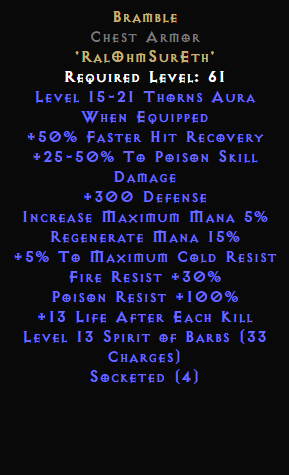 Bramble
Chest Armor
'RalOhmSurEth'
Required Level: 61
Level 15-21 Thorns Aura
When Equipped
+50% Faster Hit Recovery
+25-50% To Poison Skill
Damage
+300 Defense
Increase Maximum Mana 5%
Regenerate Mana 15%
+5% To Maximum Cold Resist
Fire Resist +30%
Poison Resist +100%
+13 Life After Each Kill
Level 13 Spirit of Barbs (33
Charges)
Socketed (4)